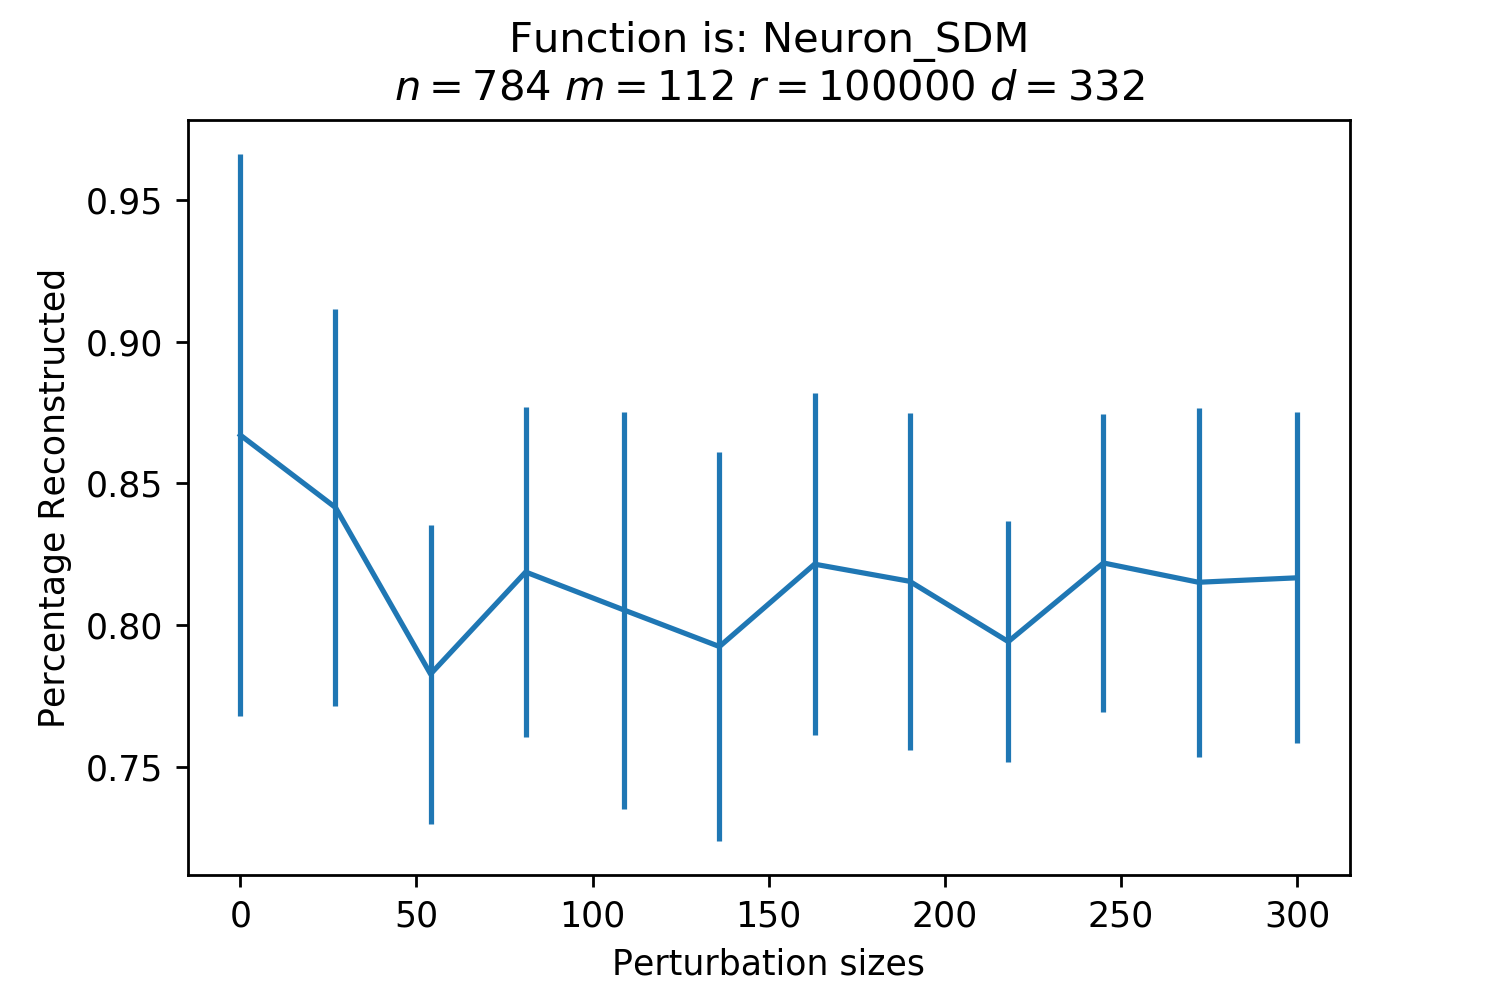 Function is: Neuron_SDM
n = 784 m = 112 r = 100000 d = 332
Percentage Reconstructed
0.95
0.90
0.85
0.80
0.75
0 50 100 150 200 250 300
Perturbation sizes